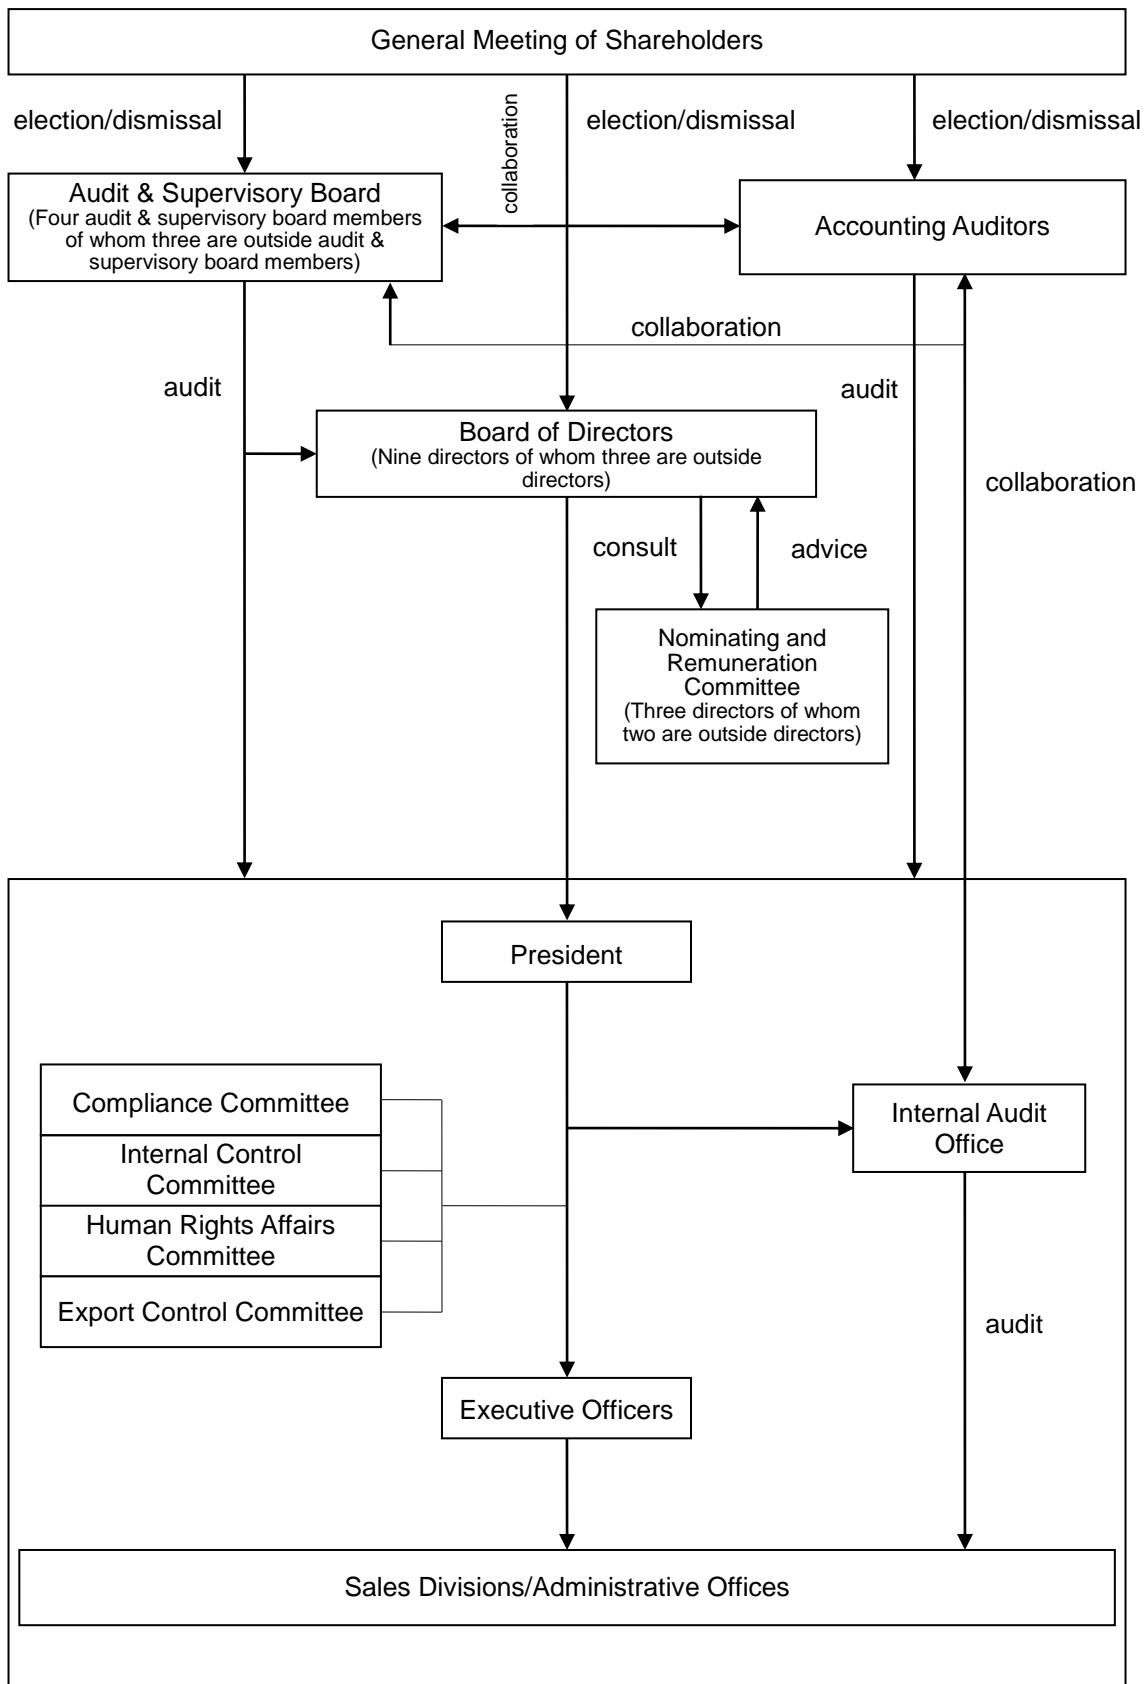 General Meeting of Shareholders
election/dismissal
collaboration
election/dismissal
election/dismissal
Audit & Supervisory Board
(Four audit & supervisory board members
of whom three are outside audit &
supervisory board members)
Accounting Auditors
collaboration
audit
audit
Board of Directors
(Nine directors of whom three are outside
directors)
collaboration
consult
advice
Nominating and
Remuneration
Committee
(Three directors of whom
two are outside directors)
President
Compliance Committee
Internal Control
Committee
Human Rights Affairs
Committee
Export Control Committee
Internal Audit
Office
audit
Executive Officers
Sales Divisions/Administrative Offices